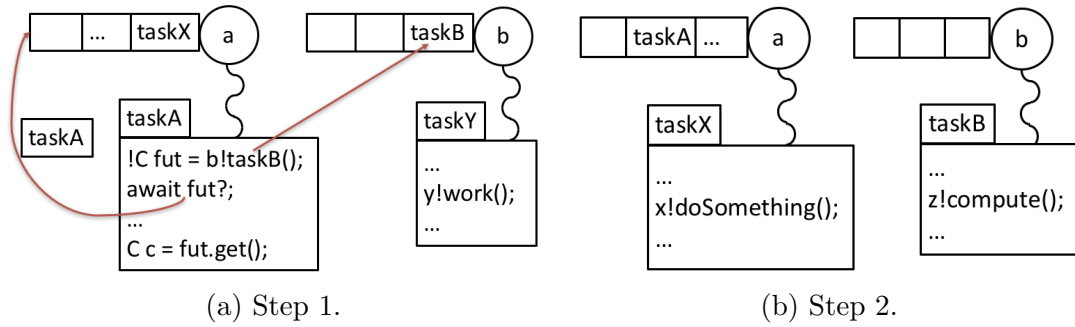 ... taskX a
taskB b
taskA
taskA
!C fut = b!taskB();
await fut?;
...
C c = fut.get();
taskY
...
y!work();
...
(a) Step 1.
taskA ... a
b
taskX
...
x!doSomething();
...
taskB
...
z!compute();
...
(b) Step 2.